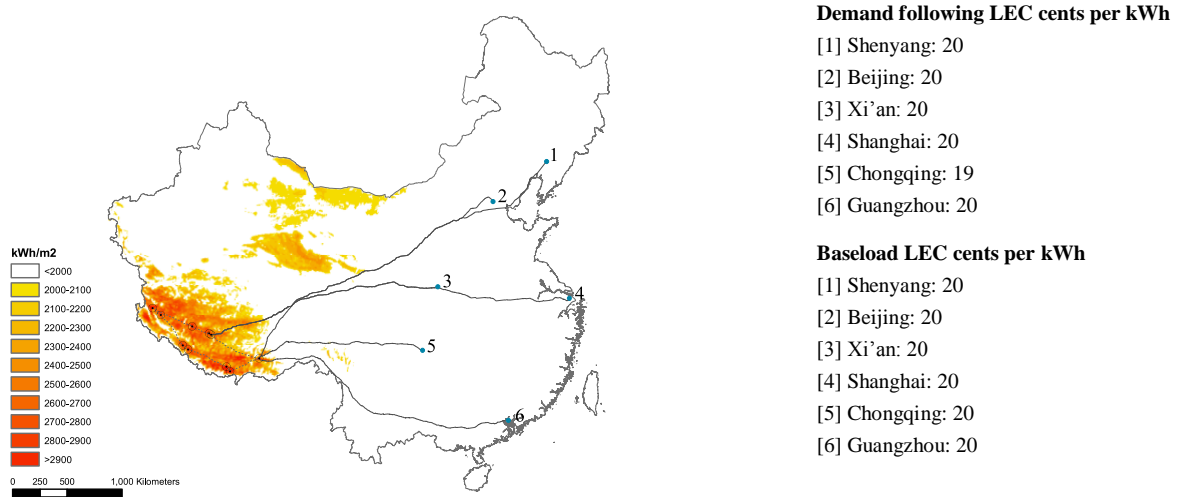 Demand following LEC cents per kWh
[1] Shenyang: 20
[2] Beijing: 20
[3] Xi’an: 20
[4] Shanghai: 20
[5] Chongqing: 19
[6] Guangzhou: 20
Baseload LEC cents per kWh
[1] Shenyang: 20
[2] Beijing: 20
[3] Xi’an: 20
[4] Shanghai: 20
[5] Chongqing: 20
[6] Guangzhou: 20
1
2
3
4
5
6
kWh/m2
<2000
2000-2100
2100-2200
2200-2300
2300-2400
2400-2500
2500-2600
2600-2700
2700-2800
2800-2900
>2900
0 250 500 1,000 Kilometers